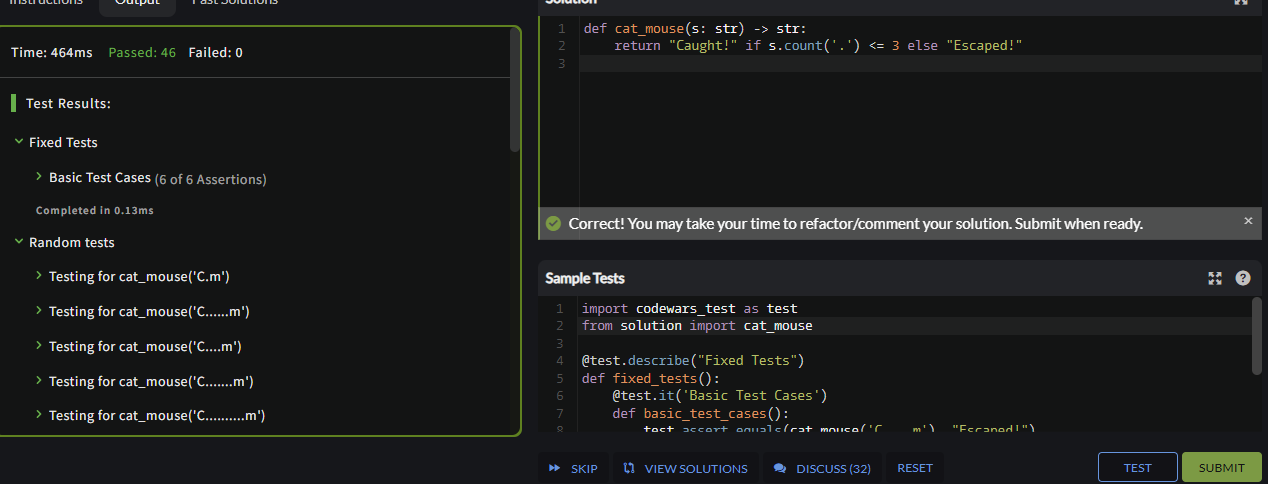 Instructions
Output
Past Solutions
Time: 464ms Passed: 46 Failed: 0
Test Results:
Fixed Tests
Basic Test Cases (6 of 6 Assertions)
Completed in 0.13ms
Random tests
Testing for cat_mouse('C.m')
Testing for cat_mouse('C......m')
Testing for cat_mouse('C....m')
Testing for cat_mouse('C.......m')
Testing for cat_mouse('C..........m')
Solution
1 def cat_mouse(s: str) -> str:
2 return "Caught!" if s.count('.') <= 3 else "Escaped!"
3
Correct! You may take your time to refactor/comment your solution. Submit when ready.
Sample Tests
1 import codewars_test as test
2 from solution import cat_mouse
3
4 @test.describe("Fixed Tests")
5 def fixed_tests():
6 @test.it('Basic Test Cases')
7 def basic_test_cases():
8 test.assert_equals(cat_mouse('C....m'), "Escaped!")
SKIP
VIEW SOLUTIONS
DISCUSS (32)
RESET
TEST
SUBMIT